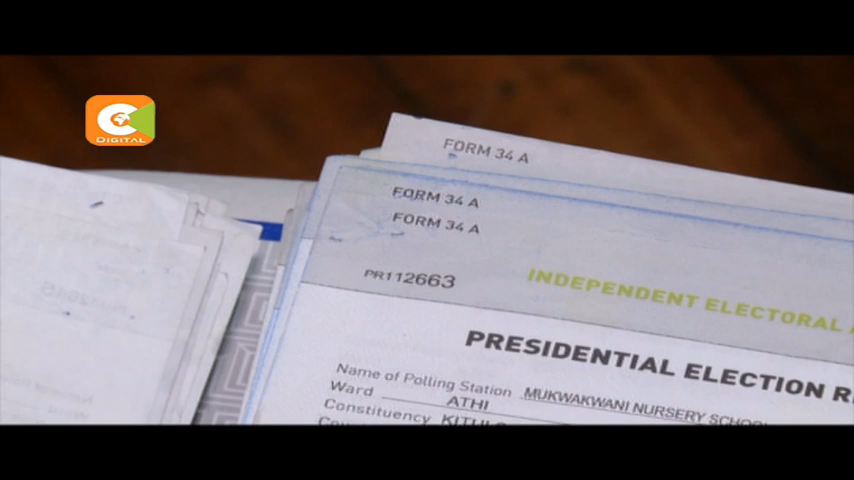 C
DIGITAL
FORM 34 A
FORM 34 A
FORM 34 A
PR112663
INDEPENDENT ELECTORAL
PRESIDENTIAL ELECTION
Name of Polling Station MUKWAKWANI NURSERY SCHOOL
Ward ATHI
Constituency